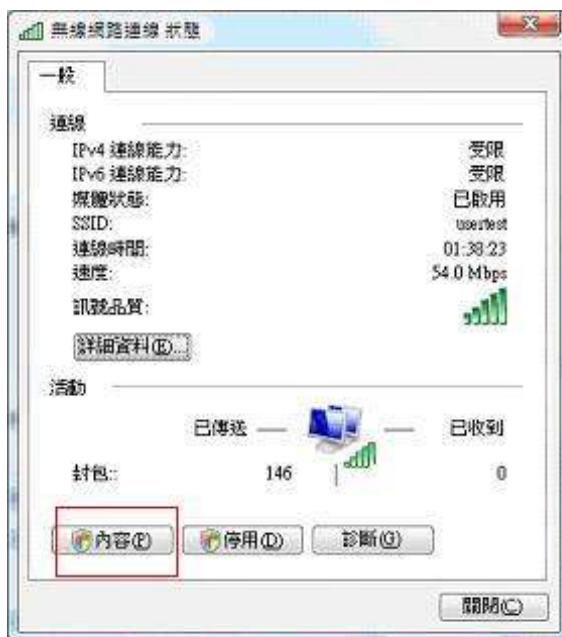 無線網路連線 狀態
一般
連線
IPv4 連線能力: 受限
IPv6 連線能力: 受限
媒體狀態: 已啟用
SSID: usertest
連線時間: 01:38:23
速度: 54.0 Mbps
訊號品質:
詳細資料(E)...
活動
已傳送 — — 已收到
封包:: 146 | 0
內容(P) 停用(D) 診斷(G)
關閉(C)